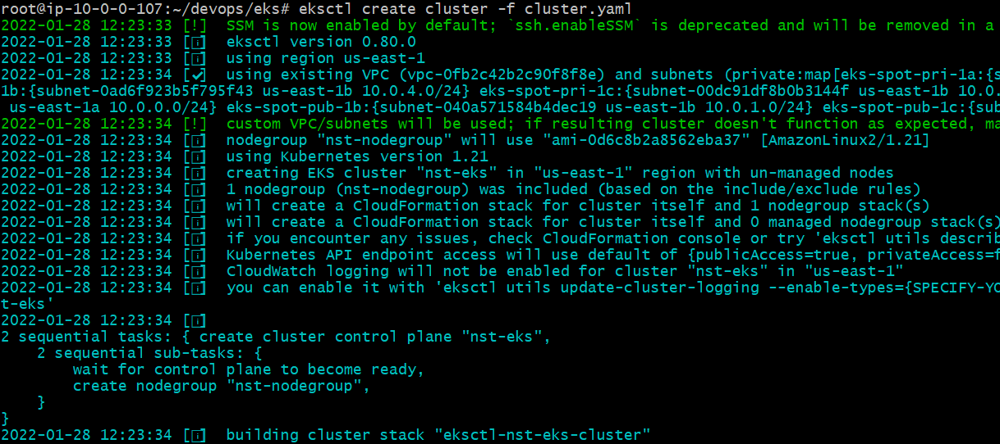 root@ip-10-0-0-107:~/devops/eks# eksctl create cluster -f cluster.yaml
2022-01-28 12:23:33 [!]  SSM is now enabled by default; `ssh.enableSSM` is deprecated and will be removed in a
2022-01-28 12:23:33 [ℹ]  eksctl version 0.80.0
2022-01-28 12:23:33 [ℹ]  using region us-east-1
2022-01-28 12:23:34 [✔]  using existing VPC (vpc-0fb2c42b2c90f8f8e) and subnets (private:map[eks-spot-pri-1a:{s
1b:{subnet-0ad6f923b5f795f43 us-east-1b 10.0.4.0/24} eks-spot-pri-1c:{subnet-00dc91df8b0b3144f us-east-1b 10.0.
us-east-1a 10.0.0.0/24} eks-spot-pub-1b:{subnet-040a571584b4dec19 us-east-1b 10.0.1.0/24} eks-spot-pub-1c:{sub
2022-01-28 12:23:34 [!]  custom VPC/subnets will be used; if resulting cluster doesn't function as expected, ma
2022-01-28 12:23:34 [ℹ]  nodegroup "nst-nodegroup" will use "ami-0d6c8b2a8562eba37" [AmazonLinux2/1.21]
2022-01-28 12:23:34 [ℹ]  using Kubernetes version 1.21
2022-01-28 12:23:34 [ℹ]  creating EKS cluster "nst-eks" in "us-east-1" region with un-managed nodes
2022-01-28 12:23:34 [ℹ]  1 nodegroup (nst-nodegroup) was included (based on the include/exclude rules)
2022-01-28 12:23:34 [ℹ]  will create a CloudFormation stack for cluster itself and 1 nodegroup stack(s)
2022-01-28 12:23:34 [ℹ]  will create a CloudFormation stack for cluster itself and 0 managed nodegroup stack(s)
2022-01-28 12:23:34 [ℹ]  if you encounter any issues, check CloudFormation console or try 'eksctl utils describ
2022-01-28 12:23:34 [ℹ]  Kubernetes API endpoint access will use default of {publicAccess=true, privateAccess=f
2022-01-28 12:23:34 [ℹ]  CloudWatch logging will not be enabled for cluster "nst-eks" in "us-east-1"
2022-01-28 12:23:34 [ℹ]  you can enable it with 'eksctl utils update-cluster-logging --enable-types={SPECIFY-YO
t-eks'
2022-01-28 12:23:34 [ℹ]
2 sequential tasks: { create cluster control plane "nst-eks",
    2 sequential sub-tasks: {
        wait for control plane to become ready,
        create nodegroup "nst-nodegroup",
    }
}
2022-01-28 12:23:34 [ℹ]  building cluster stack "eksctl-nst-eks-cluster"